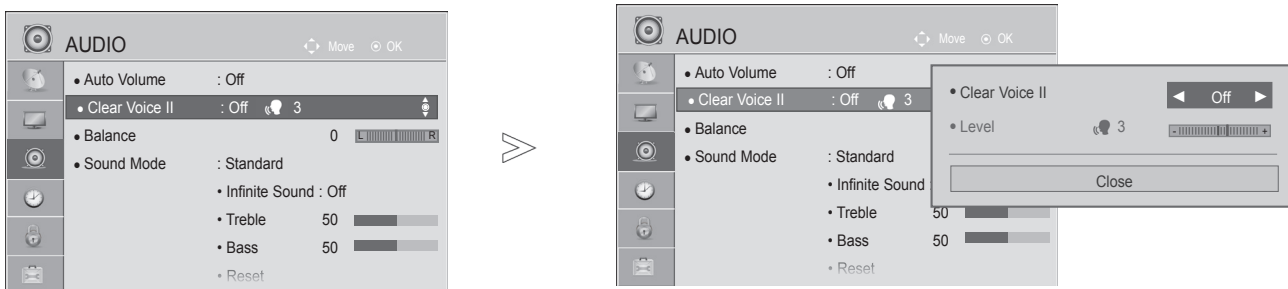 AUDIO
Move OK
• Auto Volume : Off
• Clear Voice II : Off 3
• Balance 0 L R
• Sound Mode : Standard
• Infinite Sound : Off
• Treble 50
• Bass 50
• Reset
AUDIO
Move OK
• Auto Volume : Off
• Clear Voice II : Off 3
• Balance
• Sound Mode : Standard
• Infinite Sound :
• Treble 50
• Bass 50
• Reset
• Clear Voice II ◀ Off ▶
• Level 3 - +
Close